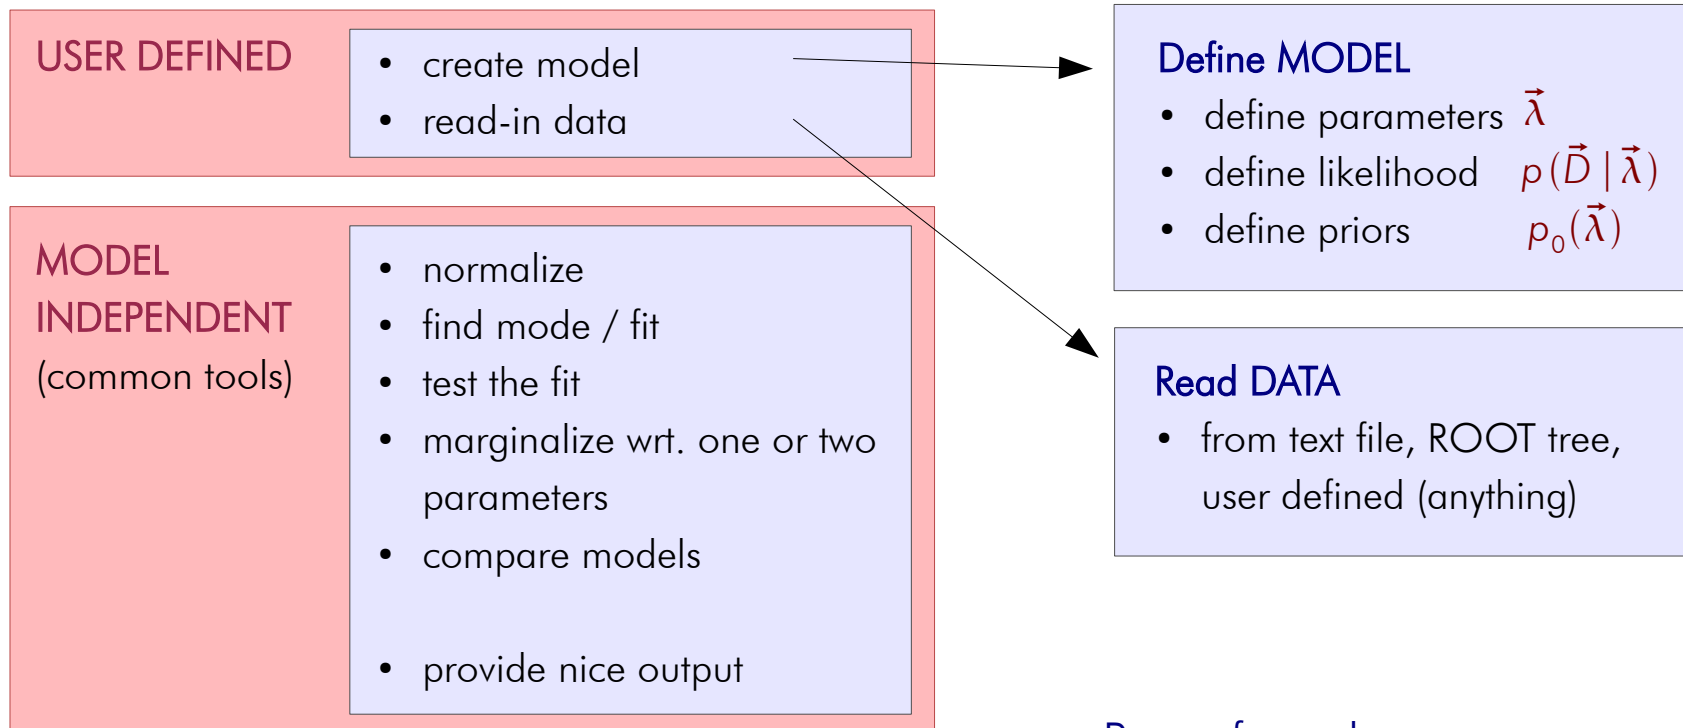 USER DEFINED
• create model
• read-in data
MODEL
INDEPENDENT
(common tools)
• normalize
• find mode / fit
• test the fit
• marginalize wrt. one or two
parameters
• compare models
• provide nice output
Define MODEL
• define parameters λ⃗
• define likelihood p(D⃗ | λ⃗)
• define priors p₀(λ⃗)
Read DATA
• from text file, ROOT tree,
user defined (anything)